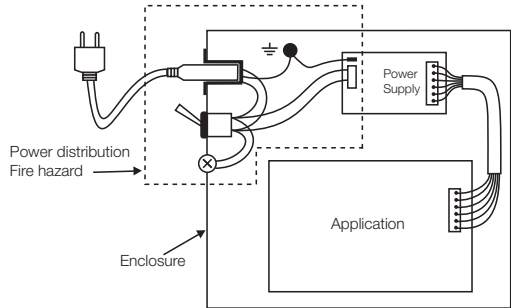 Power
Supply
Power distribution
Fire hazard
Application
Enclosure